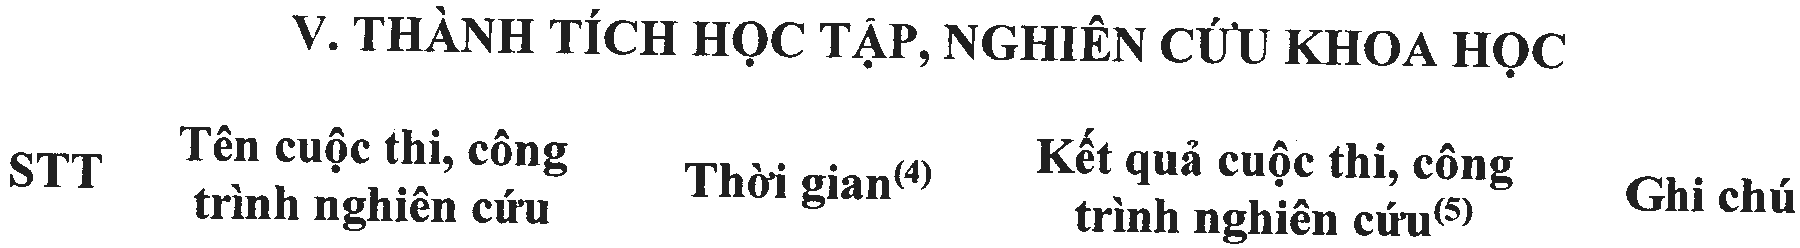 V. THÀNH TÍCH HỌC TẬP, NGHIÊN CỨU KHOA HỌC
STT
Tên cuộc thi, công
trình nghiên cứu
Thời gian(4)
Kết quả cuộc thi, công
trình nghiên cứu(5)
Ghi chú